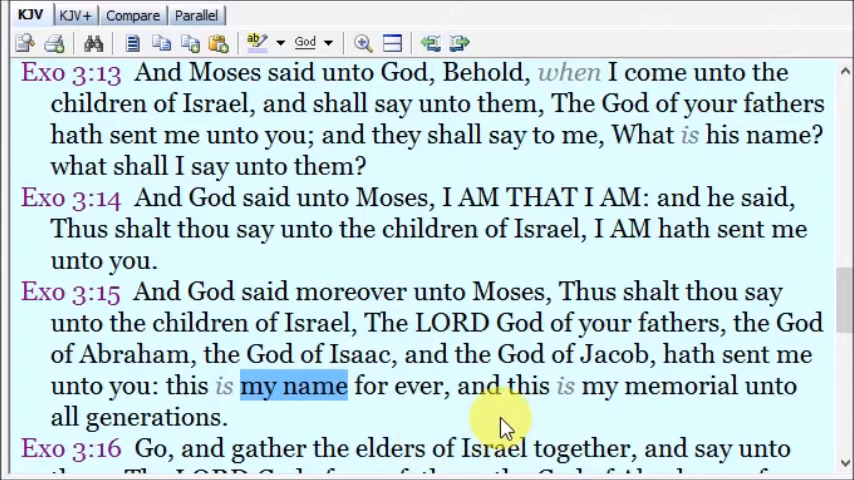 KJV KJV+ Compare Parallel
God
Exo 3:13 And Moses said unto God, Behold, when I come unto the
children of Israel, and shall say unto them, The God of your fathers
hath sent me unto you; and they shall say to me, What is his name?
what shall I say unto them?
Exo 3:14 And God said unto Moses, I AM THAT I AM: and he said,
Thus shalt thou say unto the children of Israel, I AM hath sent me
unto you.
Exo 3:15 And God said moreover unto Moses, Thus shalt thou say
unto the children of Israel, The LORD God of your fathers, the God
of Abraham, the God of Isaac, and the God of Jacob, hath sent me
unto you: this is my name for ever, and this is my memorial unto
all generations.
Exo 3:16 Go, and gather the elders of Israel together, and say unto